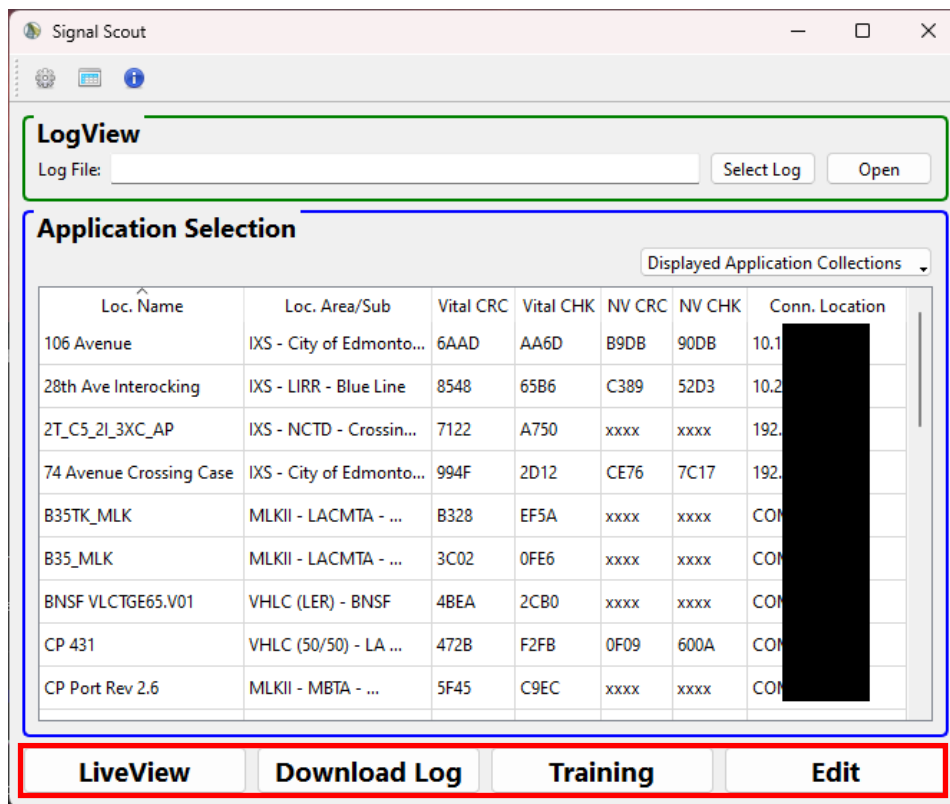 Signal Scout
LogView
Log File: Select Log Open
Application Selection
Displayed Application Collections
Loc. Name Loc. Area/Sub Vital CRC Vital CHK NV CRC NV CHK Conn. Location
106 Avenue IXS - City of Edmonto... 6AAD AA6D B9DB 90DB 10.1
28th Ave Interocking IXS - LIRR - Blue Line 8548 65B6 C389 52D3 10.2
2T_C5_2I_3XC_AP IXS - NCTD - Crossin... 7122 A750 xxxx xxxx 192.
74 Avenue Crossing Case IXS - City of Edmonto... 994F 2D12 CE76 7C17 192.
B35TK_MLK MLKII - LACMTA - ... B328 EF5A xxxx xxxx
B35_MLK MLKII - LACMTA - ... 3C02 0FE6 xxxx xxxx
BNSF VLCTGE65.V01 VHLC (LER) - BNSF 4BEA 2CB0 xxxx xxxx
CP 431 VHLC (50/50) - LA ... 472B F2FB 0F09 600A
CP Port Rev 2.6 MLKII - MBTA - ... 5F45 C9EC xxxx xxxx
LiveView Download Log Training Edit